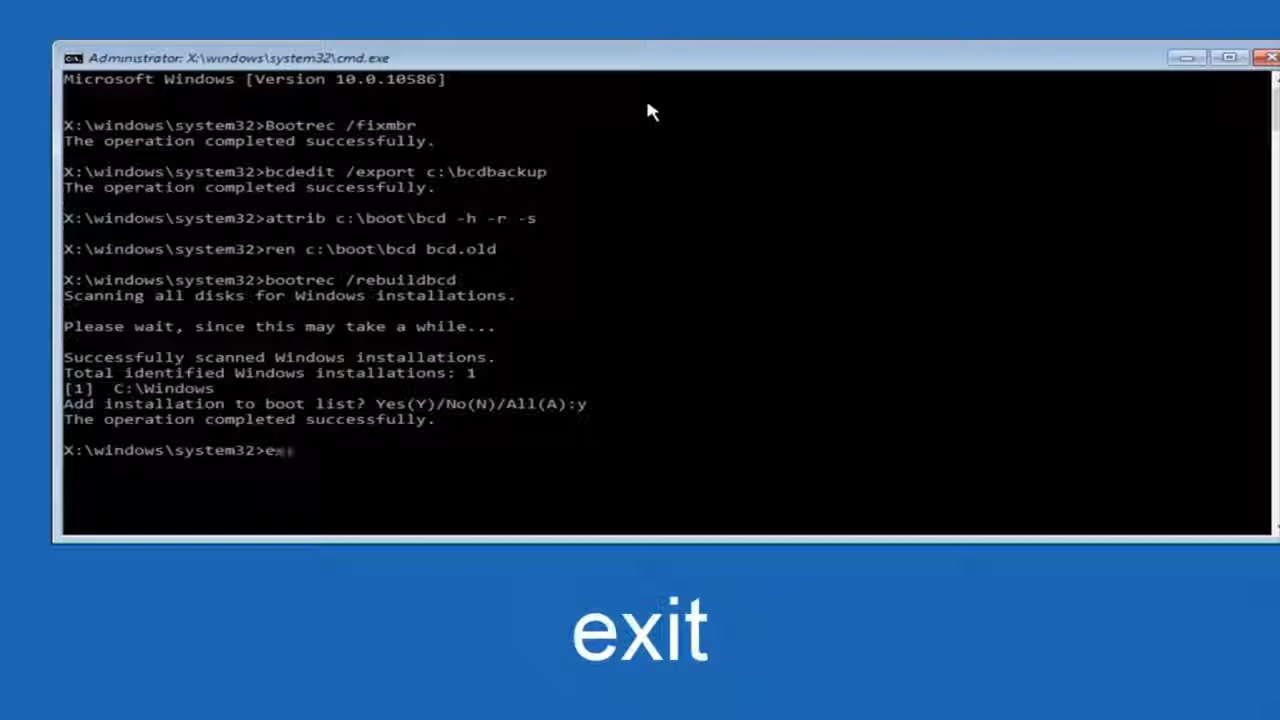 Administrator: X:\windows\system32\cmd.exe
Microsoft Windows [Version 10.0.10586]
X:\windows\system32>Bootrec /fixmbr
The operation completed successfully.
X:\windows\system32>bcdedit /export c:\bcdbackup
The operation completed successfully.
X:\windows\system32>attrib c:\boot\bcd -h -r -s
X:\windows\system32>ren c:\boot\bcd bcd.old
X:\windows\system32>bootrec /rebuildbcd
Scanning all disks for Windows installations.
Please wait, since this may take a while...
Successfully scanned Windows installations.
Total identified Windows installations: 1
[1] C:\Windows
Add installation to boot list? Yes(Y)/No(N)/All(A):y
The operation completed successfully.
X:\windows\system32>
exit